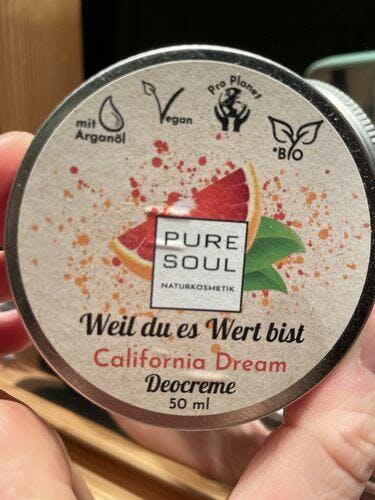 mit
Arganöl
Vegan
Pro Planet
*BIO
PURE
SOUL
NATURKOSMETIK
Weil du es Wert bist
California Dream
Deocreme
50 ml